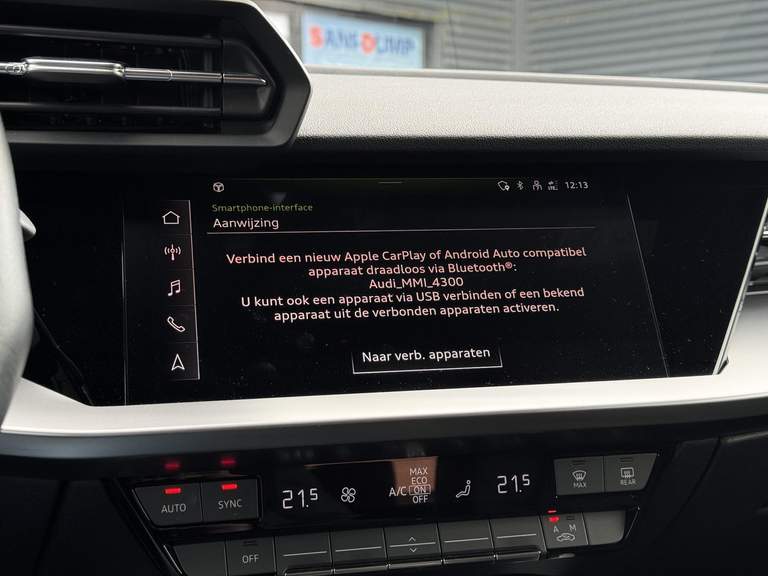 SANIDUMP
12:13
Smartphone-interface
Aanwijzing
Verbind een nieuw Apple CarPlay of Android Auto compatibel
apparaat draadloos via Bluetooth®:
Audi_MMI_4300
U kunt ook een apparaat via USB verbinden of een bekend
apparaat uit de verbonden apparaten activeren.
Naar verb. apparaten
AUTO
SYNC
21.5
MAX
ECO
A/C ON
OFF
21.5
MAX
REAR
OFF
A M